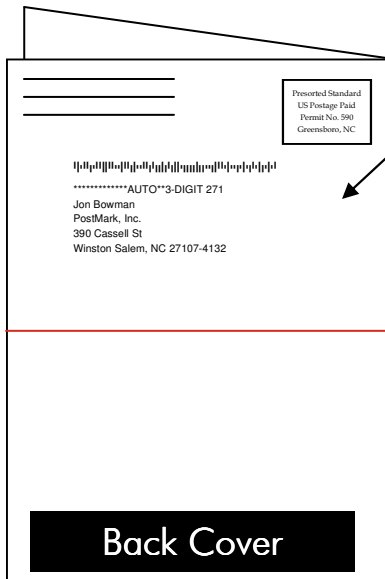 Presorted Standard
US Postage Paid
Permit No. 590
Greensboro, NC
*************AUTO**3-DIGIT 271
Jon Bowman
PostMark, Inc.
390 Cassell St
Winston Salem, NC 27107-4132
Back Cover